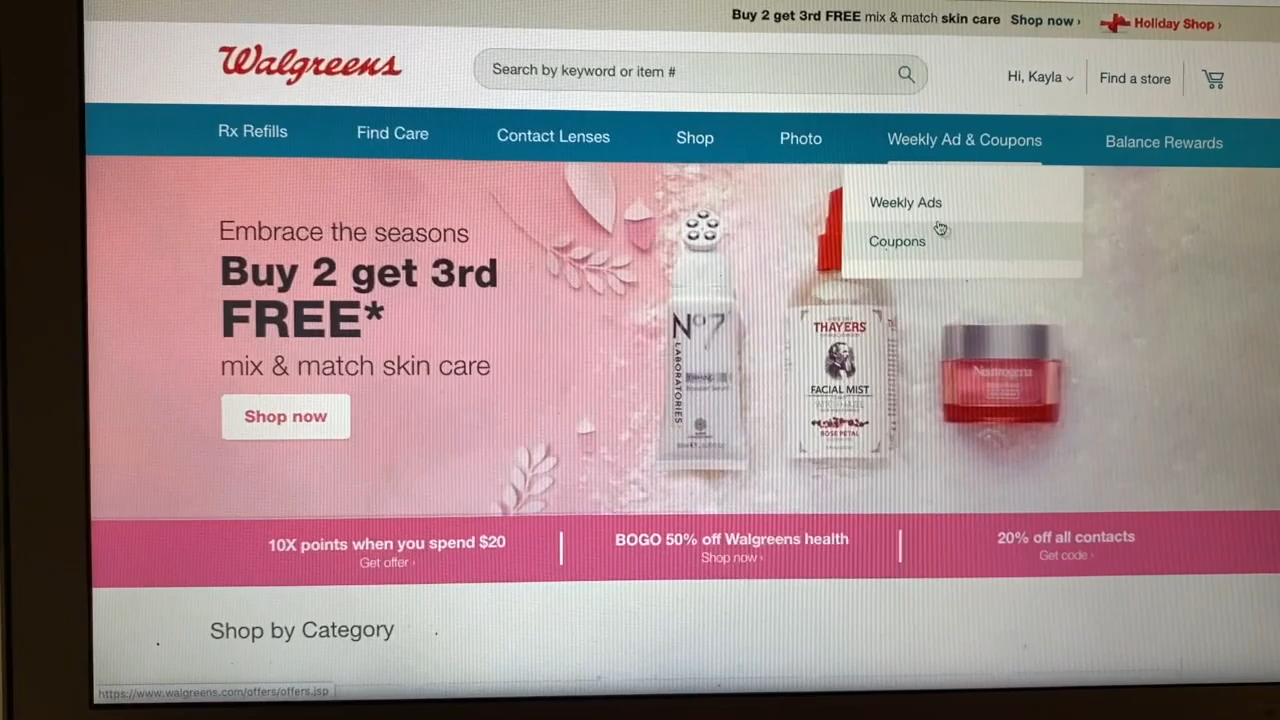 Buy 2 get 3rd FREE mix & match skin care Shop now › Holiday Shop ›
Walgreens
Search by keyword or item #
Hi, Kayla
Find a store
Rx Refills
Find Care
Contact Lenses
Shop
Photo
Weekly Ad & Coupons
Balance Rewards
Weekly Ads
Coupons
Embrace the seasons
Buy 2 get 3rd
FREE*
mix & match skin care
Shop now
No7
LABORATORIES
THAYERS
FACIAL MIST
ROSE PETAL
Neutrogena
10X points when you spend $20
Get offer ›
BOGO 50% off Walgreens health
Shop now ›
20% off all contacts
Get code ›
Shop by Category
https://www.walgreens.com/offers/offers.jsp